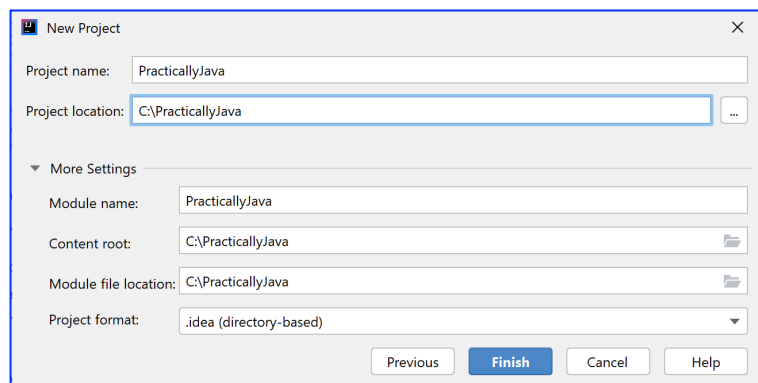 New Project
Project name: PracticallyJava
Project location: C:\PracticallyJava ...
More Settings
Module name: PracticallyJava
Content root: C:\PracticallyJava
Module file location: C:\PracticallyJava
Project format: .idea (directory-based)
Previous Finish Cancel Help